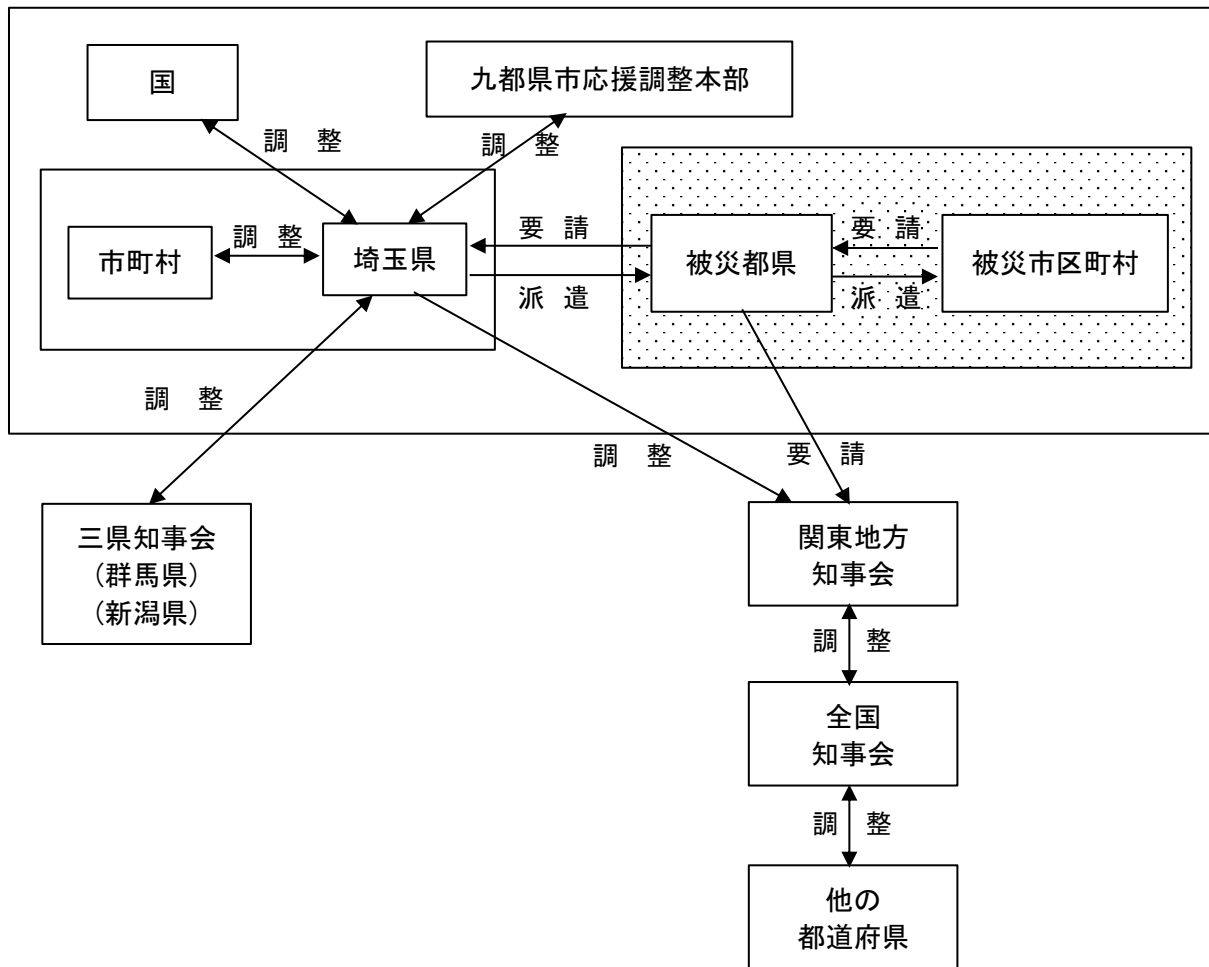 国
九都県市応援調整本部
調整
調整
市町村
調整
埼玉県
要請
派遣
被災都県
要請
派遣
被災市区町村
調整
調整
要請
三県知事会
（群馬県）
（新潟県）
関東地方
知事会
調整
全国
知事会
調整
他の
都道府県